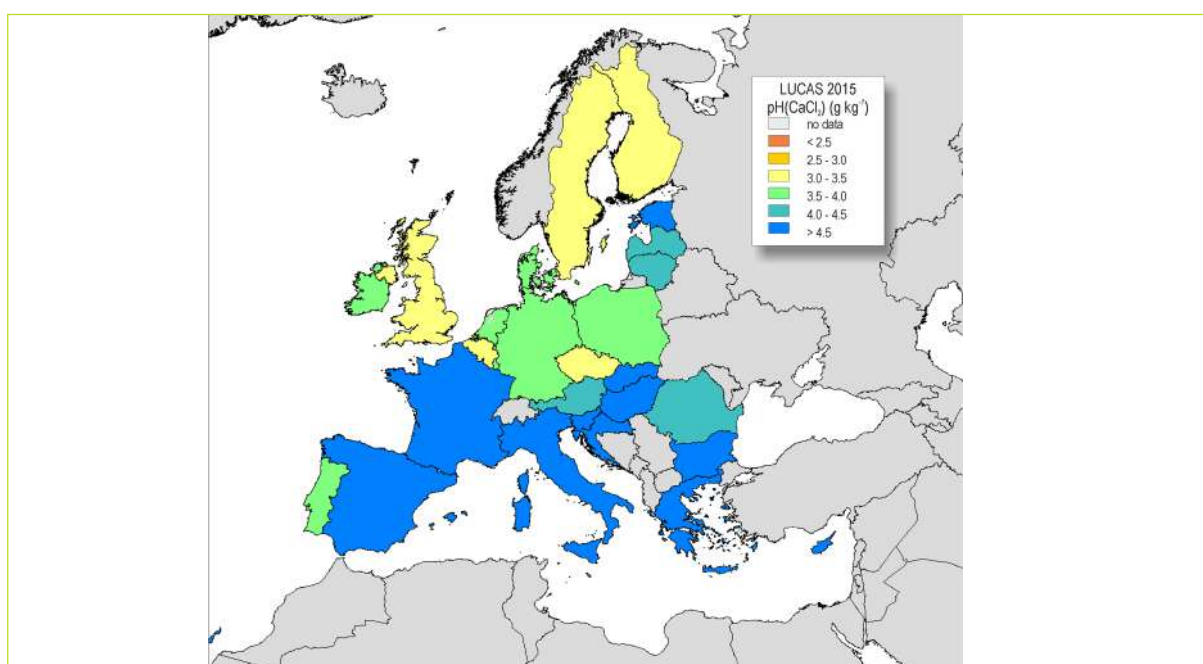 LUCAS 2015
pH(CaCl₂) (g kg⁻¹)
no data
< 2.5
2.5 - 3.0
3.0 - 3.5
3.5 - 4.0
4.0 - 4.5
> 4.5